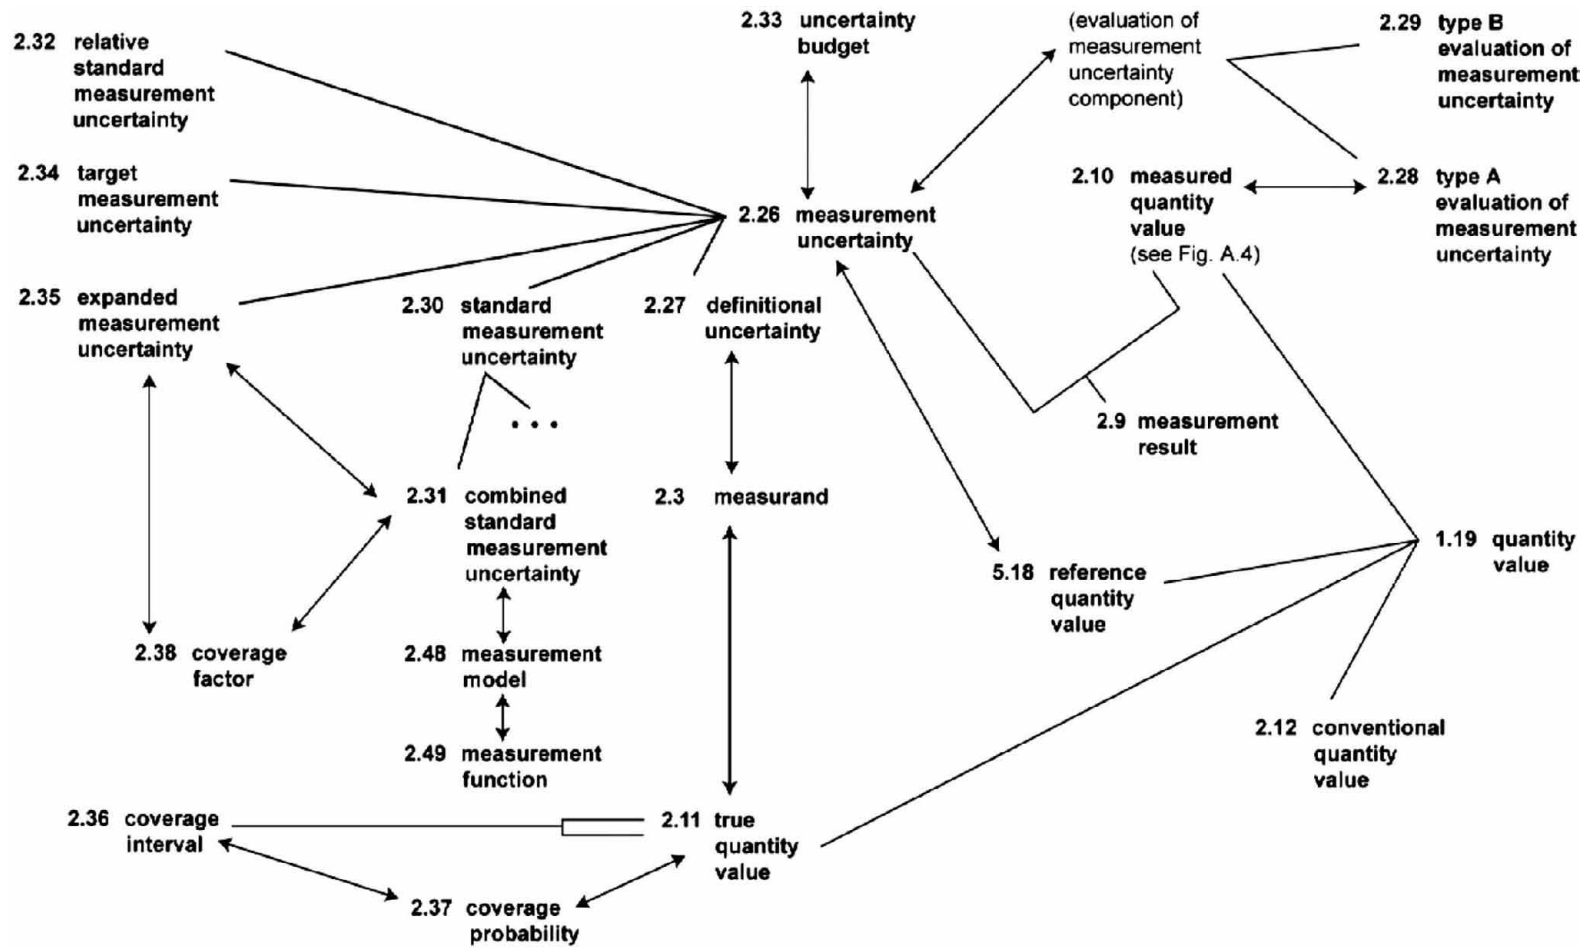 2.33 uncertainty
budget
(evaluation of
measurement
uncertainty
component)
2.29 type B
evaluation of
measurement
uncertainty
2.32 relative
standard
measurement
uncertainty
2.34 target
measurement
uncertainty
2.26 measurement
uncertainty
2.10 measured
quantity
value
(see Fig. A.4)
2.28 type A
evaluation of
measurement
uncertainty
2.35 expanded
measurement
uncertainty
2.30 standard
measurement
uncertainty
2.27 definitional
uncertainty
• • •
2.9 measurement
result
2.31 combined
standard
measurement
uncertainty
2.3 measurand
5.18 reference
quantity
value
1.19 quantity
value
2.38 coverage
factor
2.48 measurement
model
2.49 measurement
function
2.12 conventional
quantity
value
2.36 coverage
interval
2.11 true
quantity
value
2.37 coverage
probability